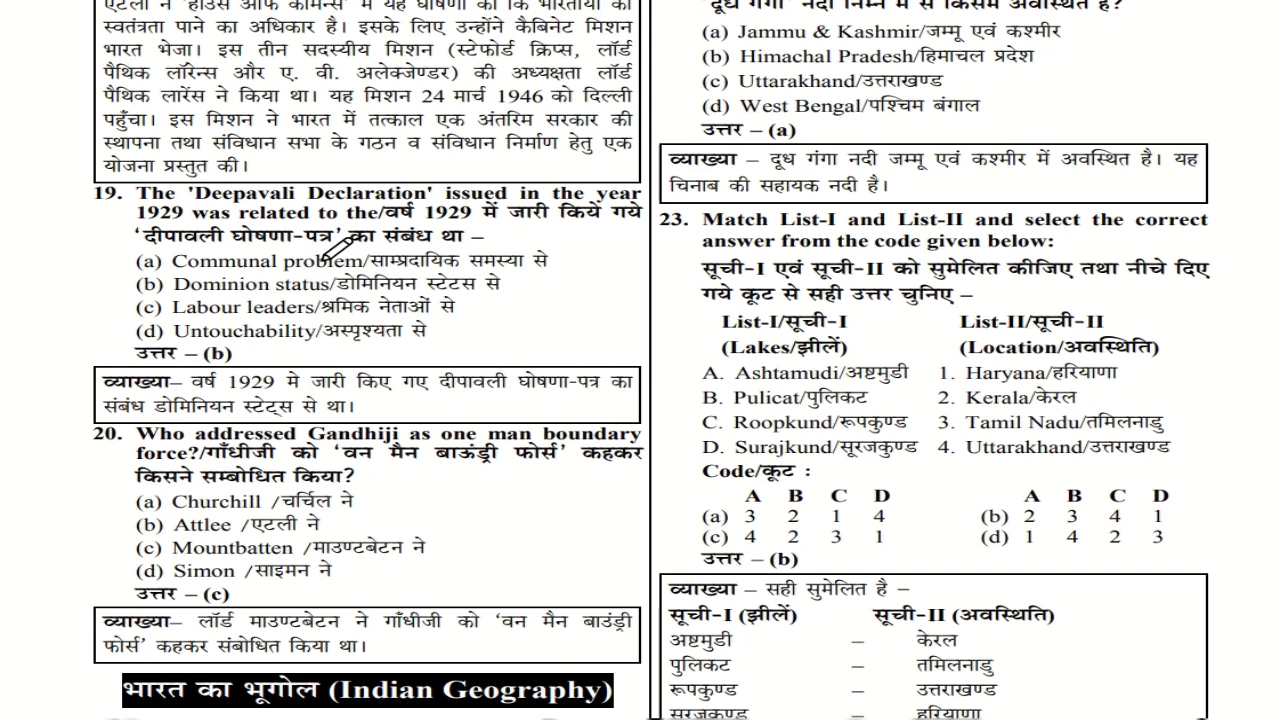 एटली ने 'हाउस ऑफ कॉमन्स' में यह घोषणा की कि भारतीयों को
स्वतंत्रता पाने का अधिकार है। इसके लिए उन्होंने कैबिनेट मिशन
भारत भेजा। इस तीन सदस्यीय मिशन (स्टेफोर्ड क्रिप्स, लॉर्ड
पैथिक लॉरेन्स और ए. वी. अलेक्जेण्डर) की अध्यक्षता लॉर्ड
पैथिक लारेंस ने किया था। यह मिशन 24 मार्च 1946 को दिल्ली
पहुँचा। इस मिशन ने भारत में तत्काल एक अंतरिम सरकार की
स्थापना तथा संविधान सभा के गठन व संविधान निर्माण हेतु एक
योजना प्रस्तुत की।
19. The 'Deepavali Declaration' issued in the year
1929 was related to the/वर्ष 1929 में जारी किये गये
'दीपावली घोषणा-पत्र' का संबंध था –
(a) Communal problem/साम्प्रदायिक समस्या से
(b) Dominion status/डोमिनियन स्टेटस से
(c) Labour leaders/श्रमिक नेताओं से
(d) Untouchability/अस्पृश्यता से
उत्तर – (b)
व्याख्या– वर्ष 1929 मे जारी किए गए दीपावली घोषणा-पत्र का
संबंध डोमिनियन स्टेट्स से था।
20. Who addressed Gandhiji as one man boundary
force?/गाँधीजी को 'वन मैन बाऊंड्री फोर्स' कहकर
किसने सम्बोधित किया?
(a) Churchill /चर्चिल ने
(b) Attlee /एटली ने
(c) Mountbatten /माउण्टबेटन ने
(d) Simon /साइमन ने
उत्तर – (c)
व्याख्या– लॉर्ड माउण्टबेटन ने गाँधीजी को 'वन मैन बाउंड्री
फोर्स' कहकर संबोधित किया था।
भारत का भूगोल (Indian Geography)
'दूध गंगा' नदी निम्न में से किसमें अवस्थित है?
(a) Jammu & Kashmir/जम्मू एवं कश्मीर
(b) Himachal Pradesh/हिमाचल प्रदेश
(c) Uttarakhand/उत्तराखण्ड
(d) West Bengal/पश्चिम बंगाल
उत्तर – (a)
व्याख्या – दूध गंगा नदी जम्मू एवं कश्मीर में अवस्थित है। यह
चिनाब की सहायक नदी है।
23. Match List-I and List-II and select the correct
answer from the code given below:
सूची-I एवं सूची-II को सुमेलित कीजिए तथा नीचे दिए
गये कूट से सही उत्तर चुनिए –
List-I/सूची-I List-II/सूची-II
(Lakes/झीलें) (Location/अवस्थिति)
A. Ashtamudi/अष्टमुडी 1. Haryana/हरियाणा
B. Pulicat/पुलिकट 2. Kerala/केरल
C. Roopkund/रूपकुण्ड 3. Tamil Nadu/तमिलनाडु
D. Surajkund/सूरजकुण्ड 4. Uttarakhand/उत्तराखण्ड
Code/कूट :
A B C D A B C D
(a) 3 2 1 4 (b) 2 3 4 1
(c) 4 2 3 1 (d) 1 4 2 3
उत्तर – (b)
व्याख्या – सही सुमेलित है –
सूची-I (झीलें) सूची-II (अवस्थिति)
अष्टमुडी – केरल
पुलिकट – तमिलनाडु
रूपकुण्ड – उत्तराखण्ड
सूरजकुण्ड – हरियाणा